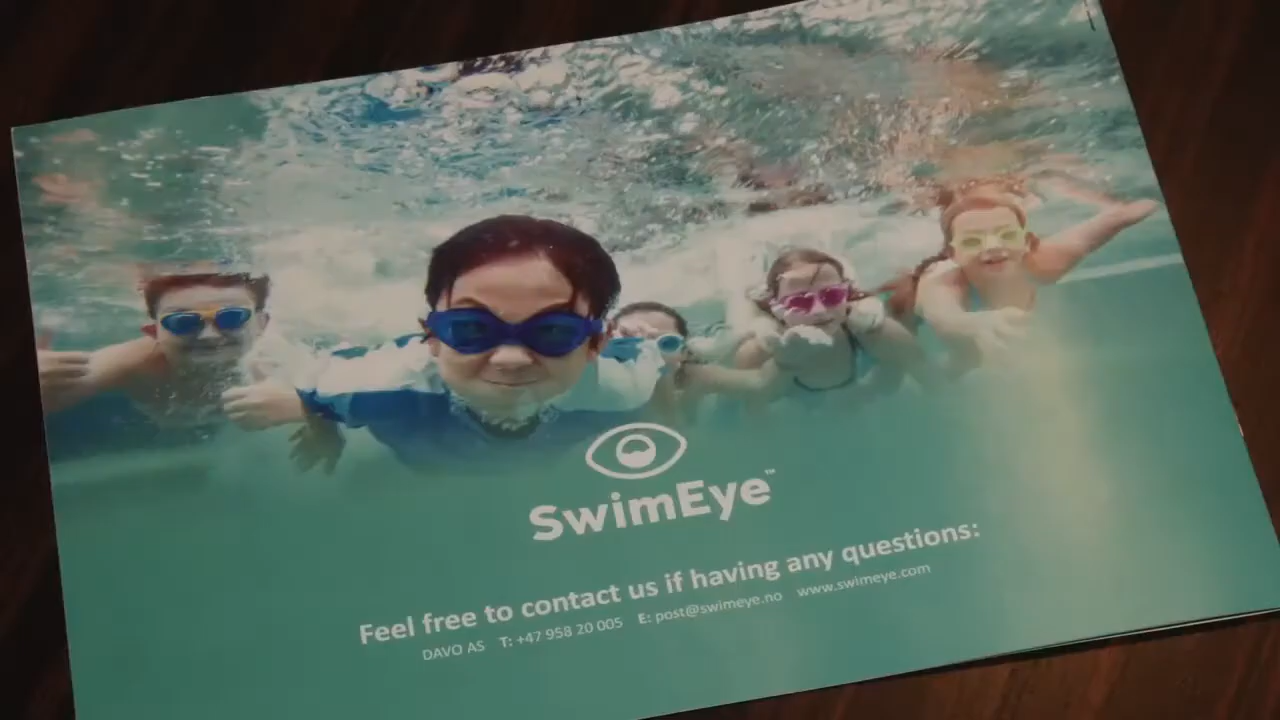 SwimEye™
Feel free to contact us if having any questions:
DAVO AS T: +47 958 20 005 E: post@swimeye.no www.swimeye.com